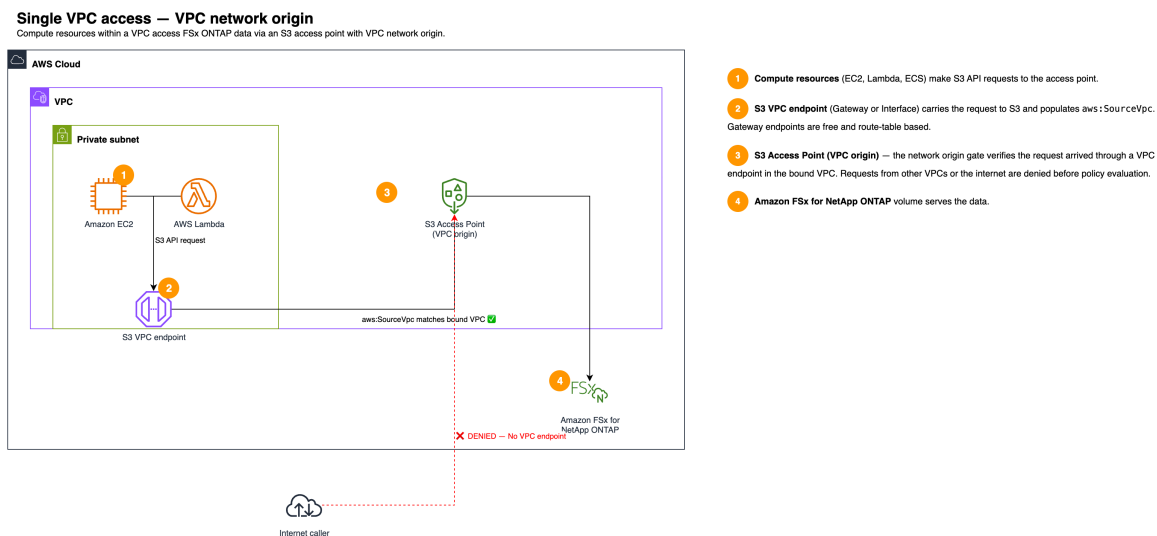 Single VPC access — VPC network origin
Compute resources within a VPC access FSx ONTAP data via an S3 access point with VPC network origin.
AWS Cloud
VPC
Private subnet
1
Amazon EC2
AWS Lambda
S3 API request
2
S3 VPC endpoint
3
S3 Access Point
(VPC origin)
aws:SourceVpc matches bound VPC ✅
4
FSx
N
Amazon FSx for
NetApp ONTAP
❌ DENIED — No VPC endpoint
Internet caller
1 Compute resources (EC2, Lambda, ECS) make S3 API requests to the access point.
2 S3 VPC endpoint (Gateway or Interface) carries the request to S3 and populates aws:SourceVpc.
Gateway endpoints are free and route-table based.
3 S3 Access Point (VPC origin) — the network origin gate verifies the request arrived through a VPC
endpoint in the bound VPC. Requests from other VPCs or the internet are denied before policy evaluation.
4 Amazon FSx for NetApp ONTAP volume serves the data.